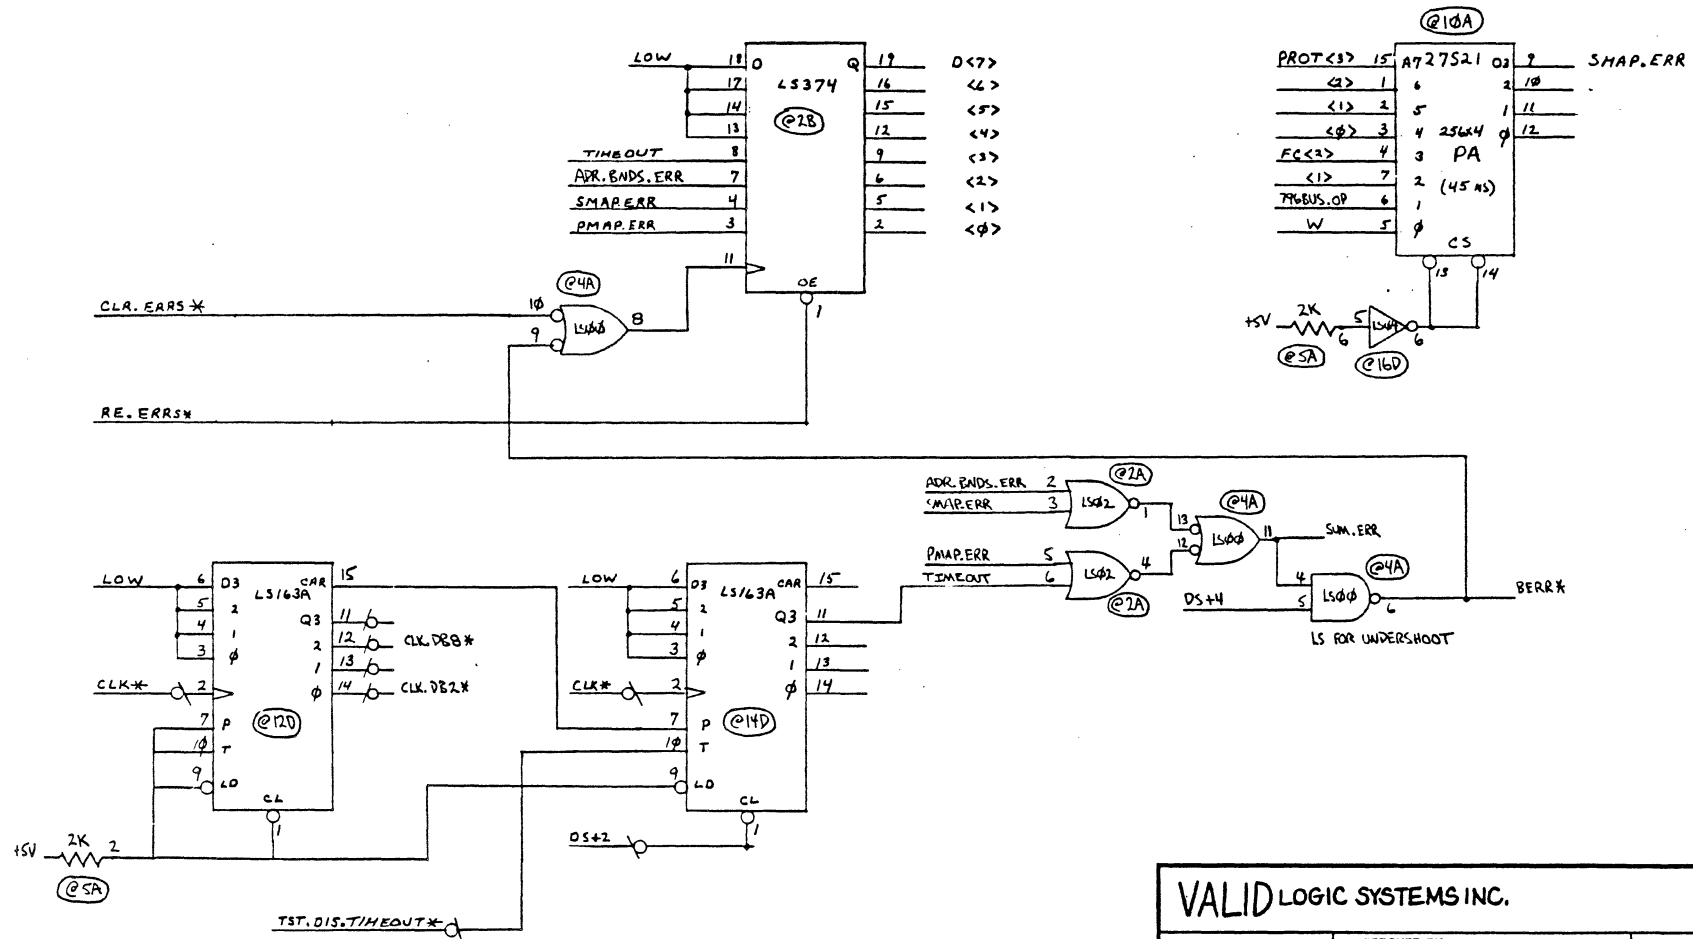 @10A
LOW 18 D Q 19 D<7>
17 LS374 16 <6>
14 15 <5>
13 @2B 12 <4>
TIMEOUT 8 9 <3>
ADR.BNDS.ERR 7 6 <2>
SMAP.ERR 4 5 <1>
PMAP.ERR 3 2 <0>
11
OE
1
PROT<3> 15 A7 27S21 O3 9 SMAP.ERR
<2> 1 6 2 10
<1> 2 5 1 11
<0> 3 4 256x4 0 12
FC<2> 4 3 PA
<1> 7 2 (45 ns)
796BUS.OP 6 1
W 5 0
CS
13 14
+5V 2K 6 5 LS04 6
@5A @16D
@4A
CLR.ERRS* 10
LS00 8
9
RE.ERRS*
ADR.BNDS.ERR 2 @2A
SMAP.ERR 3 LS02 1
@4A
13 LS00 11 SUM.ERR
12
PMAP.ERR 5 4
TIMEOUT 6 LS02
@2A
@4A
4 LS00 6 BERR*
DS+4 5
LS FOR UNDERSHOOT
LOW 6 D3 CAR 15
5 2 LS163A
4 1 Q3 11
3 0 2 12 CLK.DB8*
1 13
CLK* 2 0 14 CLK.DB2*
7 P @12D
10 T
9 LD
CL
1
+5V 2K 2
@5A
LOW 6 D3 CAR 15
5 2 LS163A
4 1 Q3 11
3 0 2 12
1 13
CLK* 2 0 14
7 P @14D
10 T
9 LD
CL
DS+2 1
TST.DIS.TIMEOUT*
VALID LOGIC SYSTEMS INC.